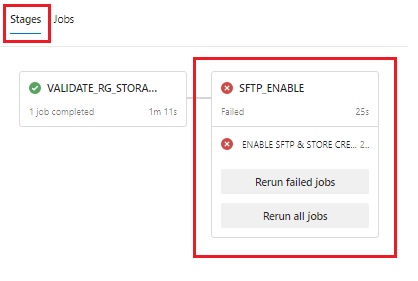 Stages Jobs
VALIDATE_RG_STORA...
1 job completed 1m 11s
SFTP_ENABLE
Failed 25s
ENABLE SFTP & STORE CRE... 2...
Rerun failed jobs
Rerun all jobs